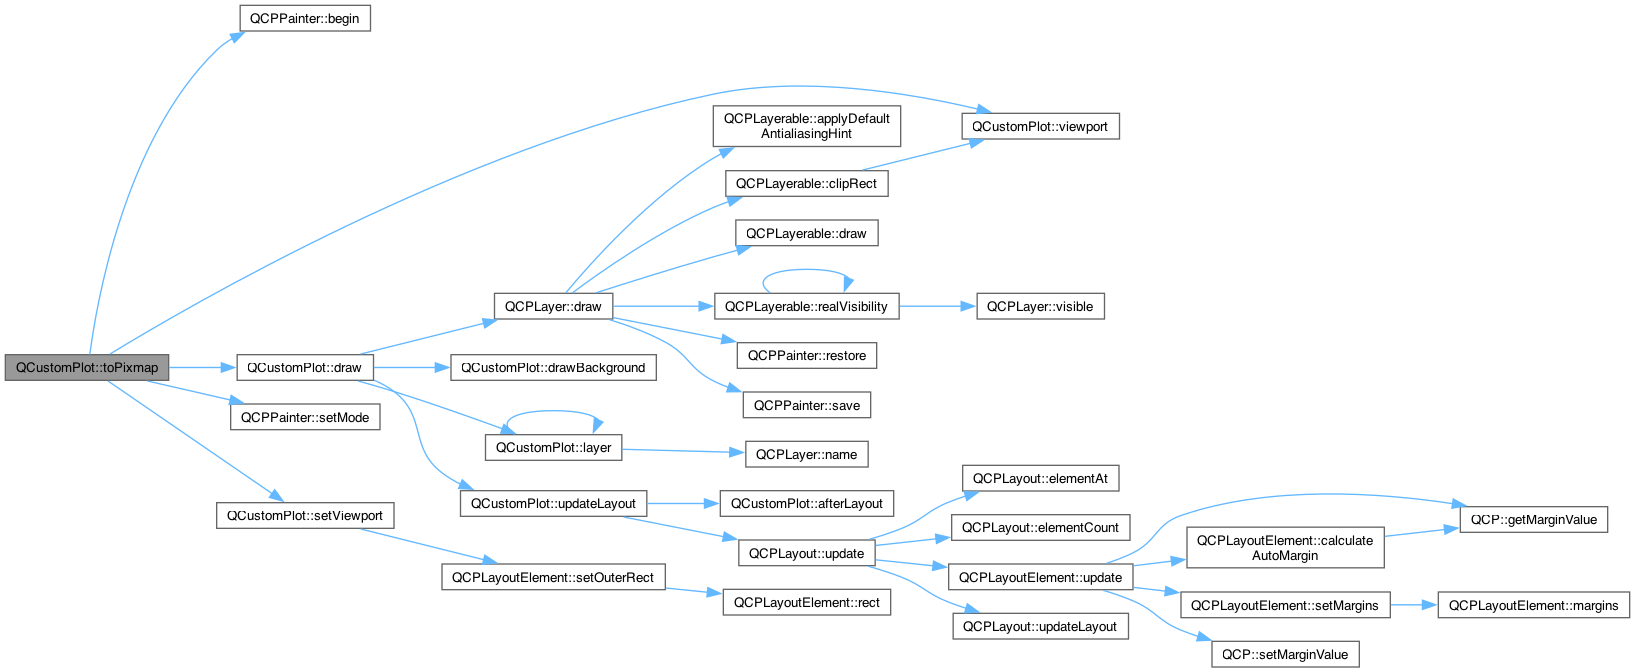 QCPPainter::begin
QCPLayerable::applyDefault
AntialiasingHint
QCustomPlot::viewport
QCPLayerable::clipRect
QCPLayerable::draw
QCPLayer::draw
QCPLayerable::realVisibility
QCPLayer::visible
QCPPainter::restore
QCustomPlot::toPixmap
QCustomPlot::draw
QCustomPlot::drawBackground
QCPPainter::save
QCPPainter::setMode
QCustomPlot::layer
QCPLayer::name
QCPLayout::elementAt
QCustomPlot::updateLayout
QCustomPlot::afterLayout
QCustomPlot::setViewport
QCPLayout::elementCount
QCP::getMarginValue
QCPLayout::update
QCPLayoutElement::calculate
AutoMargin
QCPLayoutElement::setOuterRect
QCPLayoutElement::update
QCPLayoutElement::rect
QCPLayoutElement::setMargins
QCPLayoutElement::margins
QCPLayout::updateLayout
QCP::setMarginValue